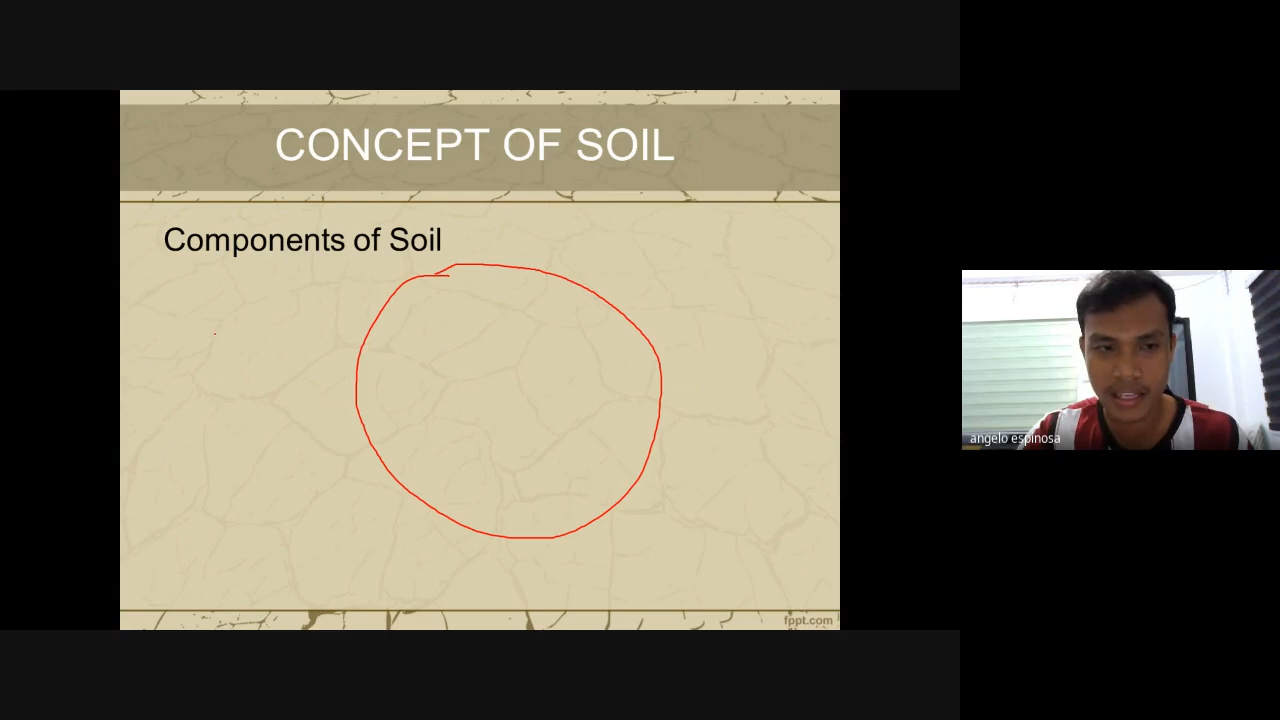 CONCEPT OF SOIL
Components of Soil
fppt.com
angelo espinosa